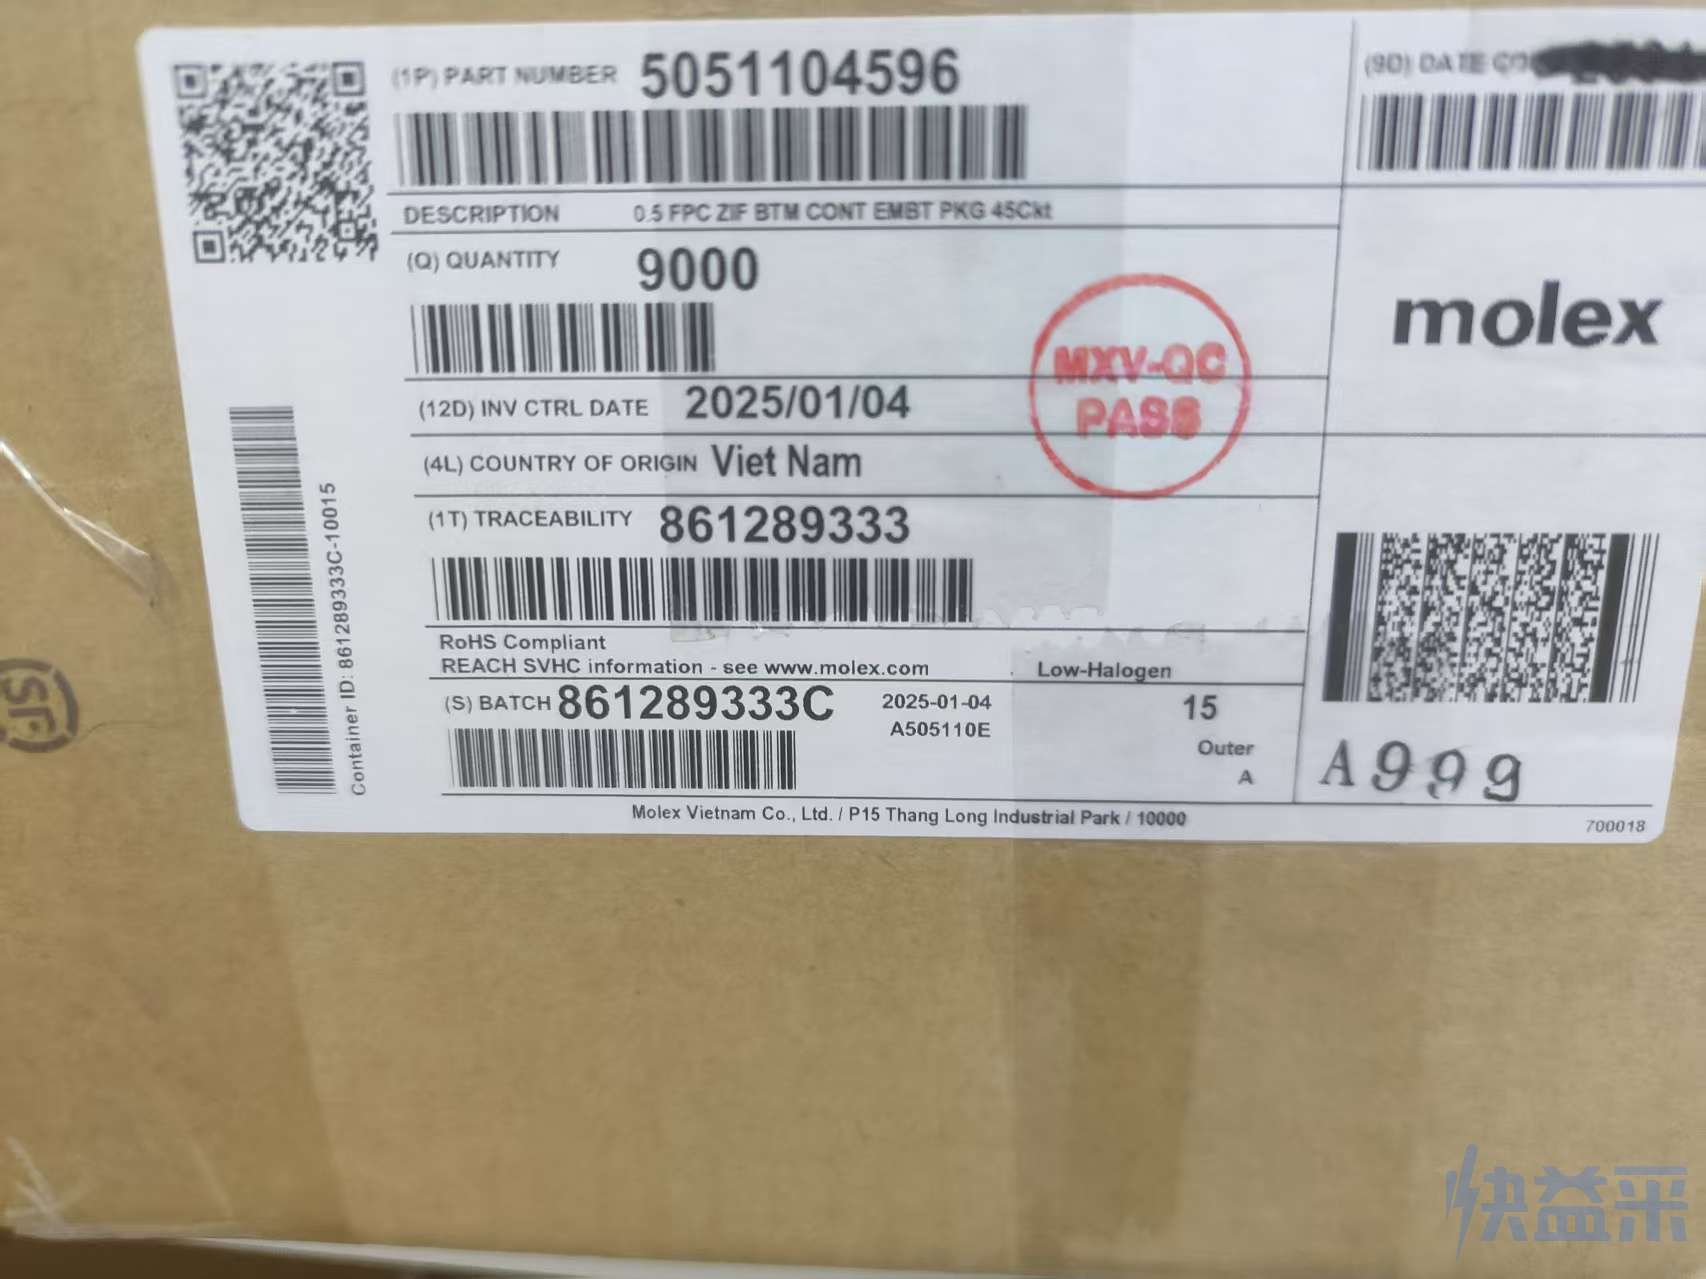 (1P) PART NUMBER 5051104596
(9D) DATE
DESCRIPTION 0.5 FPC ZIF BTM CONT EMBT PKG 45Ckt
(Q) QUANTITY 9000
molex
MXV-QC
PASS
(12D) INV CTRL DATE 2025/01/04
(4L) COUNTRY OF ORIGIN Viet Nam
(1T) TRACEABILITY 861289333
Container ID: 861289333C-10015
RoHS Compliant
REACH SVHC information - see www.molex.com
Low-Halogen
(S) BATCH 861289333C
2025-01-04
A505110E
15
Outer
A
A999
Molex Vietnam Co., Ltd. / P15 Thang Long Industrial Park / 10000
700018
SF
快益采